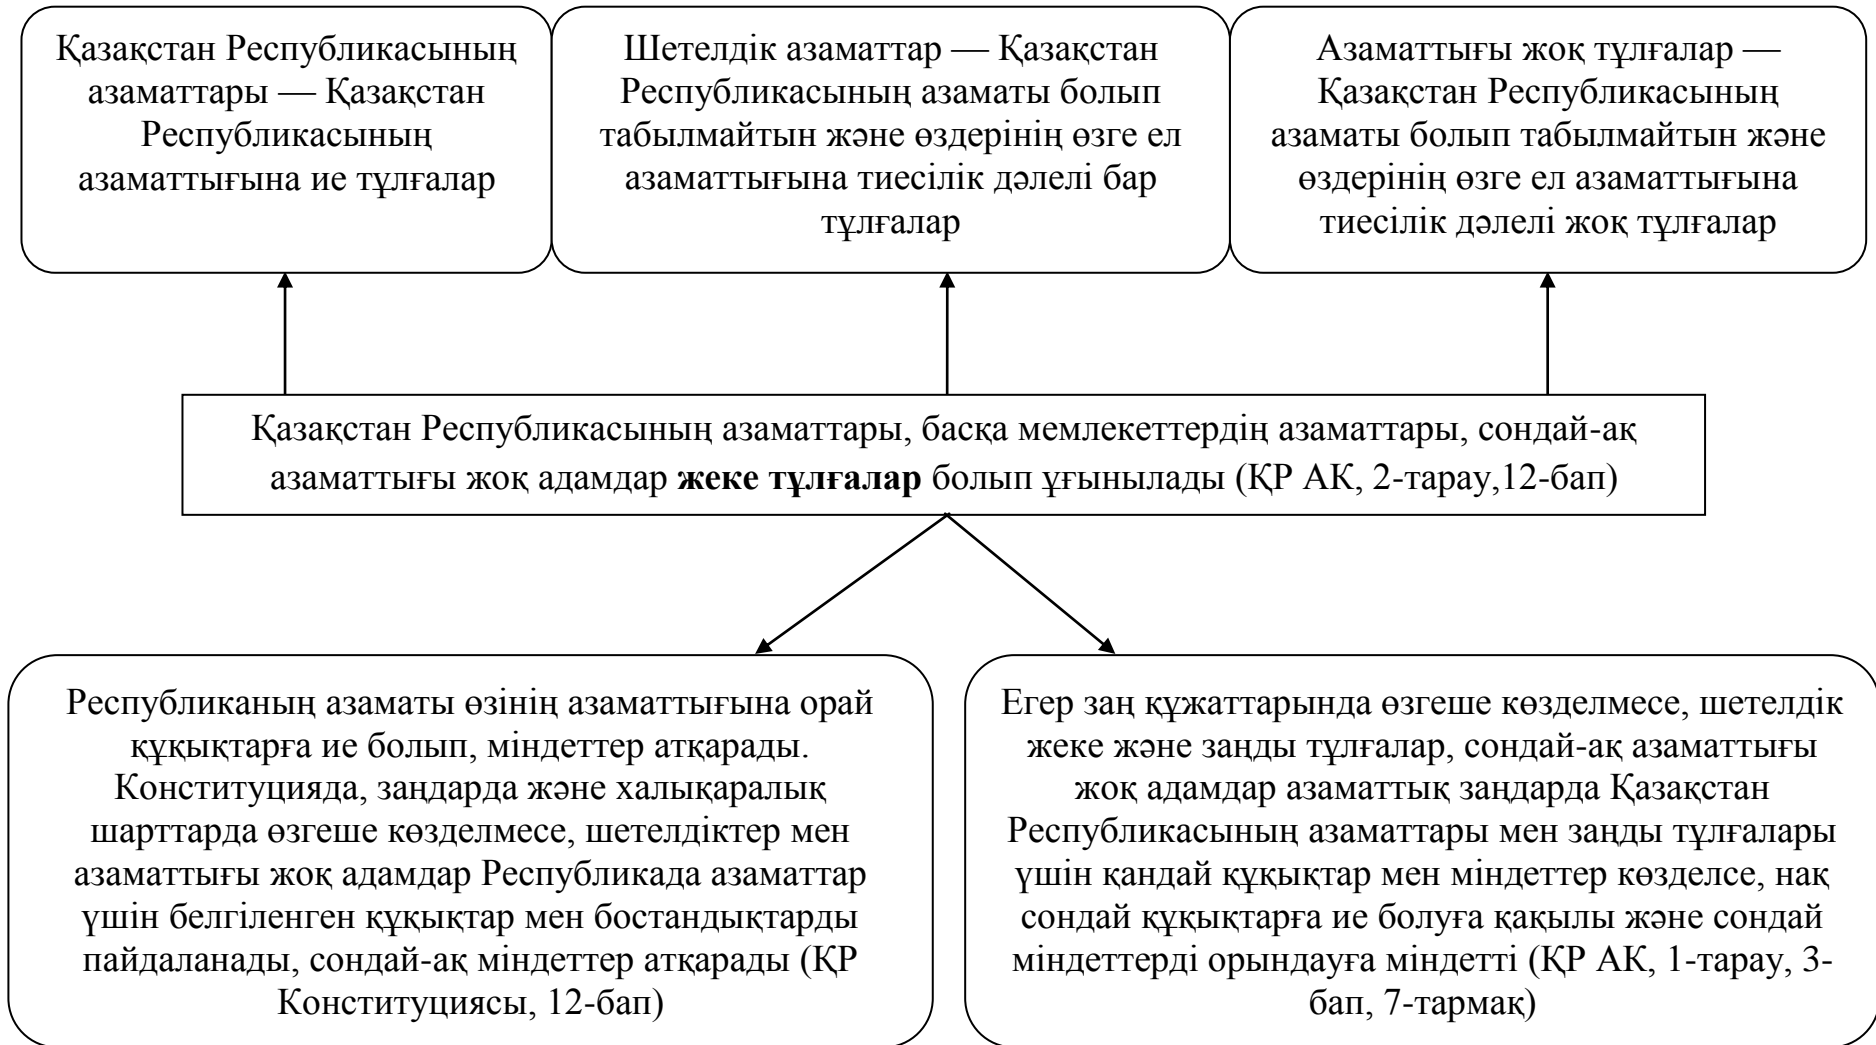 Қазақстан Республикасының
азаматтары — Қазақстан
Республикасының
азаматтығына ие тұлғалар
Шетелдік азаматтар — Қазақстан
Республикасының азаматы болып
табылмайтын және өздерінің өзге ел
азаматтығына тиесілік дәлелі бар
тұлғалар
Азаматтығы жоқ тұлғалар —
Қазақстан Республикасының
азаматы болып табылмайтын және
өздерінің өзге ел азаматтығына
тиесілік дәлелі жоқ тұлғалар
Қазақстан Республикасының азаматтары, басқа мемлекеттердің азаматтары, сондай-ақ
азаматтығы жоқ адамдар жеке тұлғалар болып ұғынылады (ҚР АК, 2-тарау,12-бап)
Республиканың азаматы өзінің азаматтығына орай
құқықтарға ие болып, міндеттер атқарады.
Конституцияда, заңдарда және халықаралық
шарттарда өзгеше көзделмесе, шетелдіктер мен
азаматтығы жоқ адамдар Республикада азаматтар
үшін белгіленген құқықтар мен бостандықтарды
пайдаланады, сондай-ақ міндеттер атқарады (ҚР
Конституциясы, 12-бап)
Егер заң құжаттарында өзгеше көзделмесе, шетелдік
жеке және заңды тұлғалар, сондай-ақ азаматтығы
жоқ адамдар азаматтық заңдарда Қазақстан
Республикасының азаматтары мен заңды тұлғалары
үшін қандай құқықтар мен міндеттер көзделсе, нақ
сондай құқықтарға ие болуға қақылы және сондай
міндеттерді орындауға міндетті (ҚР АК, 1-тарау, 3-
бап, 7-тармақ)